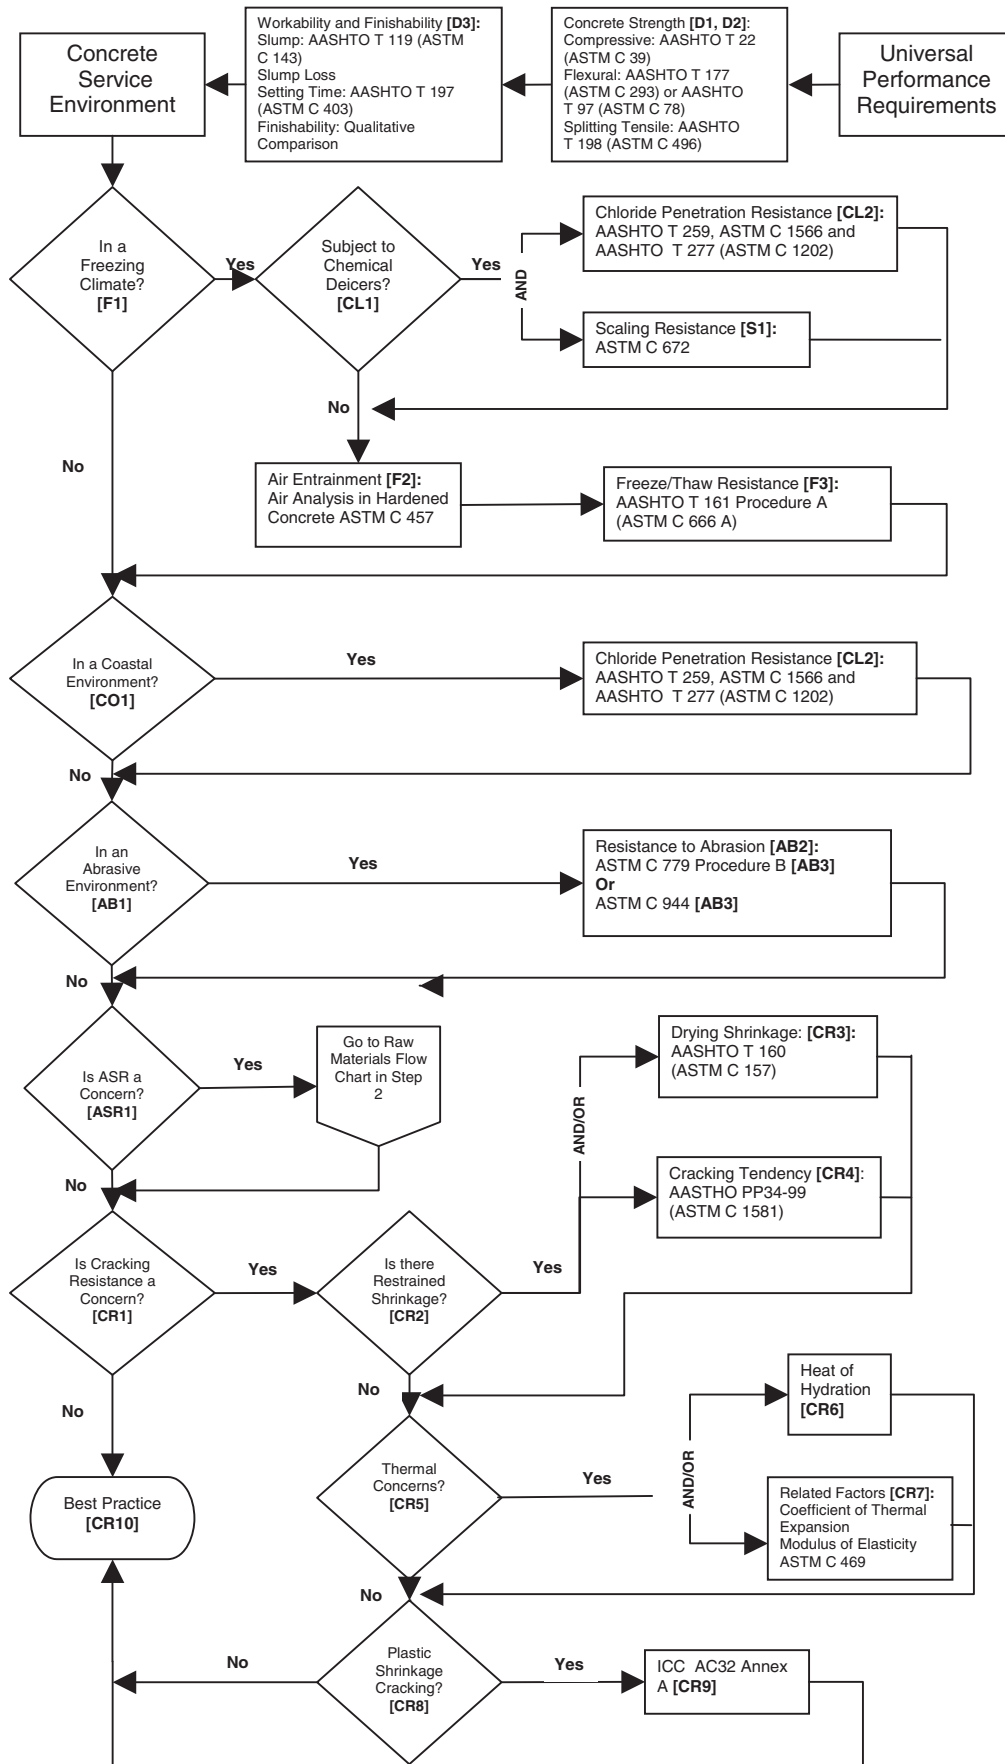 Concrete
Service
Environment
Workability and Finishability [D3]:
Slump: AASHTO T 119 (ASTM
C 143)
Slump Loss
Setting Time: AASHTO T 197
(ASTM C 403)
Finishability: Qualitative
Comparison
Concrete Strength [D1, D2]:
Compressive: AASHTO T 22
(ASTM C 39)
Flexural: AASHTO T 177
(ASTM C 293) or AASHTO
T 97 (ASTM C 78)
Splitting Tensile: AASHTO
T 198 (ASTM C 496)
Universal
Performance
Requirements
In a
Freezing
Climate?
[F1]
Yes
Subject to
Chemical
Deicers?
[CL1]
Yes
AND
Chloride Penetration Resistance [CL2]:
AASHTO T 259, ASTM C 1566 and
AASHTO T 277 (ASTM C 1202)
Scaling Resistance [S1]:
ASTM C 672
No
No
Air Entrainment [F2]:
Air Analysis in Hardened
Concrete ASTM C 457
Freeze/Thaw Resistance [F3]:
AASHTO T 161 Procedure A
(ASTM C 666 A)
In a Coastal
Environment?
[CO1]
Yes
Chloride Penetration Resistance [CL2]:
AASHTO T 259, ASTM C 1566 and
AASHTO T 277 (ASTM C 1202)
No
In an
Abrasive
Environment?
[AB1]
Yes
Resistance to Abrasion [AB2]:
ASTM C 779 Procedure B [AB3]
Or
ASTM C 944 [AB3]
No
Is ASR a
Concern?
[ASR1]
Yes
Go to Raw
Materials Flow
Chart in Step
2
No
AND/OR
Drying Shrinkage: [CR3]:
AASHTO T 160
(ASTM C 157)
Cracking Tendency [CR4]:
AASTHO PP34-99
(ASTM C 1581)
Is Cracking
Resistance a
Concern?
[CR1]
Yes
Is there
Restrained
Shrinkage?
[CR2]
Yes
No
No
Best Practice
[CR10]
Thermal
Concerns?
[CR5]
Yes
AND/OR
Heat of
Hydration
[CR6]
Related Factors [CR7]:
Coefficient of Thermal
Expansion
Modulus of Elasticity
ASTM C 469
No
Plastic
Shrinkage
Cracking?
[CR8]
No
Yes
ICC AC32 Annex
A [CR9]